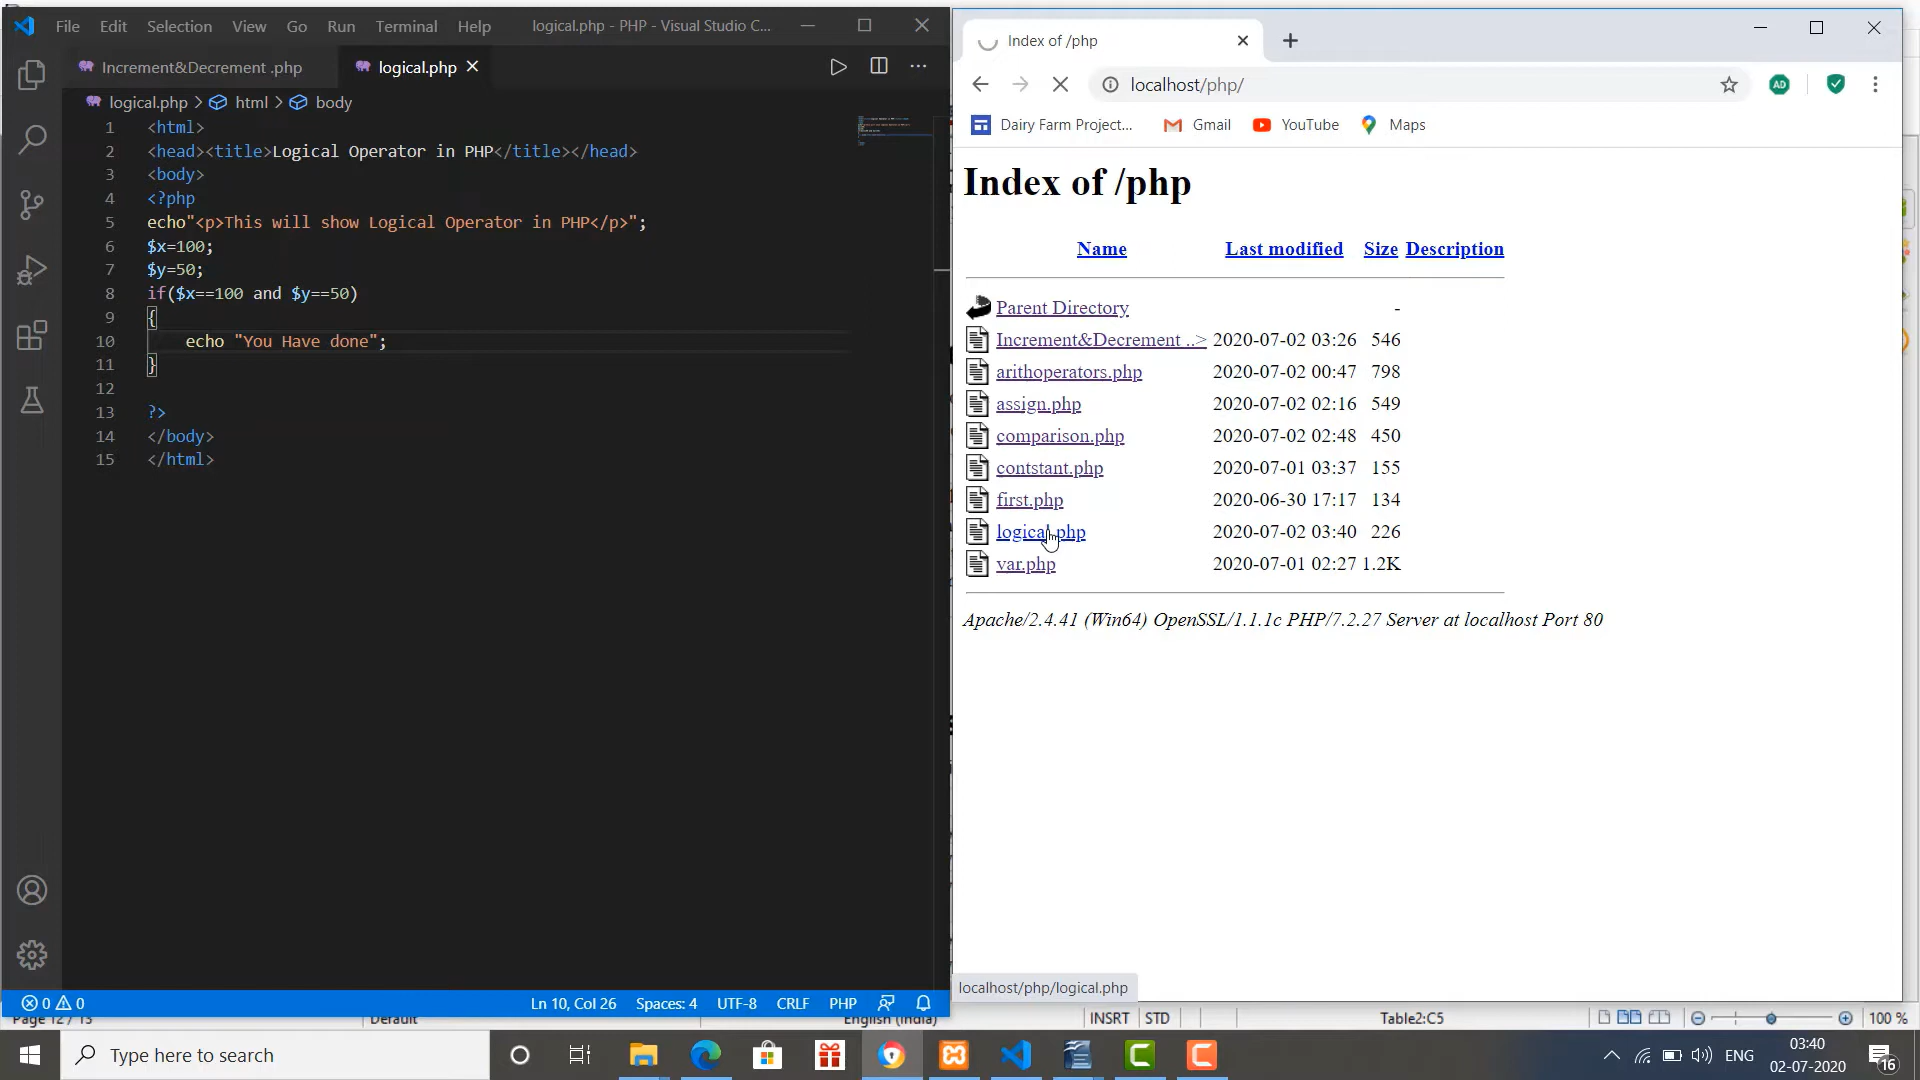 File Edit Selection View Go Run Terminal Help logical.php - PHP - Visual Studio C...
Increment&Decrement .php logical.php
logical.php > html > body
1 <html>
2 <head><title>Logical Operator in PHP</title></head>
3 <body>
4 <?php
5 echo"<p>This will show Logical Operator in PHP</p>";
6 $x=100;
7 $y=50;
8 if($x==100 and $y==50)
9 {
10 echo "You Have done";
11 }
12
13 ?>
14 </body>
15 </html>
0 0 Ln 10, Col 26 Spaces: 4 UTF-8 CRLF PHP
Index of /php
localhost/php/
AD
Dairy Farm Project... Gmail YouTube Maps
Index of /php
Name Last modified Size Description
Parent Directory -
Increment&Decrement ..> 2020-07-02 03:26 546
arithoperators.php 2020-07-02 00:47 798
assign.php 2020-07-02 02:16 549
comparison.php 2020-07-02 02:48 450
contstant.php 2020-07-01 03:37 155
first.php 2020-06-30 17:17 134
logical.php 2020-07-02 03:40 226
var.php 2020-07-01 02:27 1.2K
Apache/2.4.41 (Win64) OpenSSL/1.1.1c PHP/7.2.27 Server at localhost Port 80
localhost/php/logical.php
Page 12 / 13 Default English (India) INSRT STD Table2:C5 100 %
Type here to search
ENG 03:40
02-07-2020
16